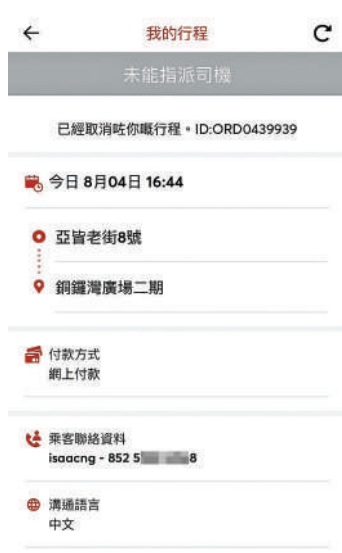 我的行程
未能指派司機
已經取消咗你嘅行程。ID:ORD0439939
今日 8月04日 16:44
亞皆老街8號
銅鑼灣廣場二期
付款方式
網上付款
乘客聯絡資料
isaacng - 852 5 8
溝通語言
中文